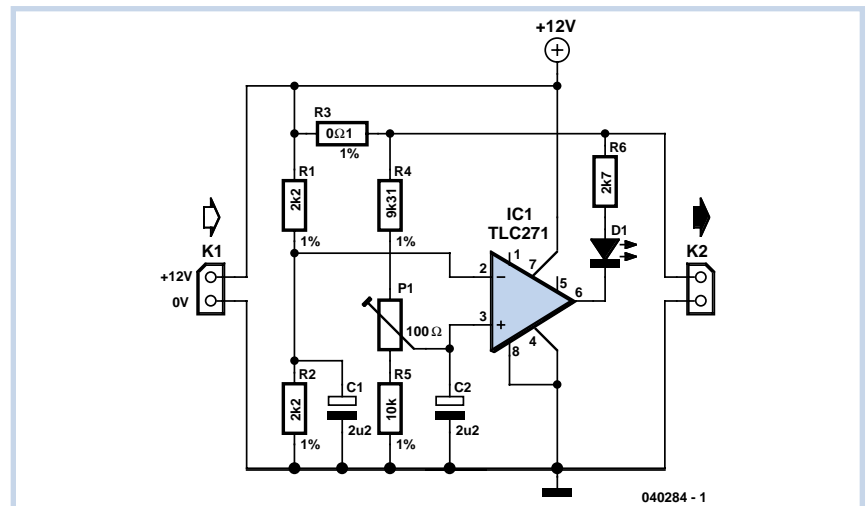 +12V
R3
0Ω1
1%
R1
2k2
1%
R4
9k31
1%
R6
2k7
D1
IC1
TLC271
K1
+12V
0V
K2
1
7
5
2
6
3
4
8
P1
100Ω
R2
2k2
1%
C1
2u2
R5
10k
1%
C2
2u2
040284 - 1